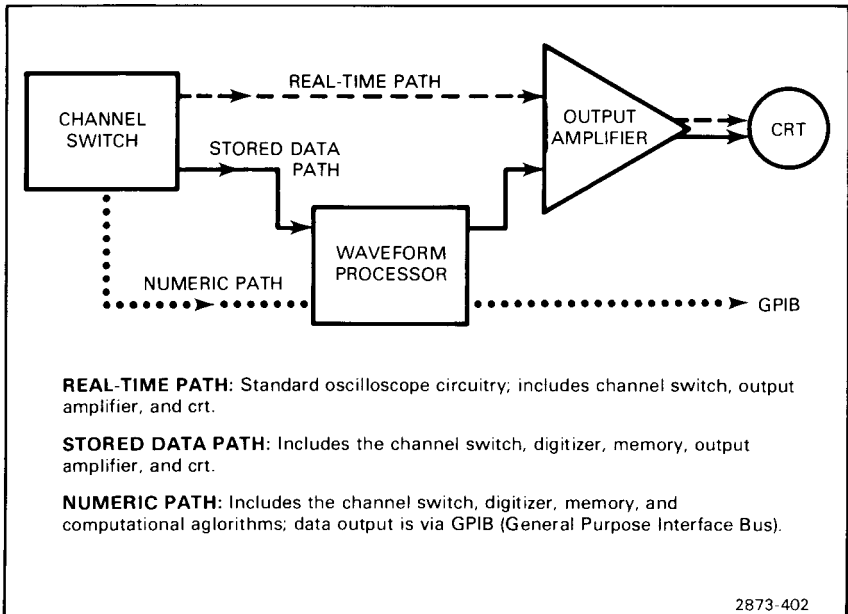 REAL-TIME PATH
CHANNEL
SWITCH
OUTPUT
AMPLIFIER
CRT
STORED DATA
PATH
WAVEFORM
PROCESSOR
NUMERIC PATH
GPIB
REAL-TIME PATH: Standard oscilloscope circuitry; includes channel switch, output
amplifier, and crt.
STORED DATA PATH: Includes the channel switch, digitizer, memory, output
amplifier, and crt.
NUMERIC PATH: Includes the channel switch, digitizer, memory, and
computational aglorithms; data output is via GPIB (General Purpose Interface Bus).
2873-402